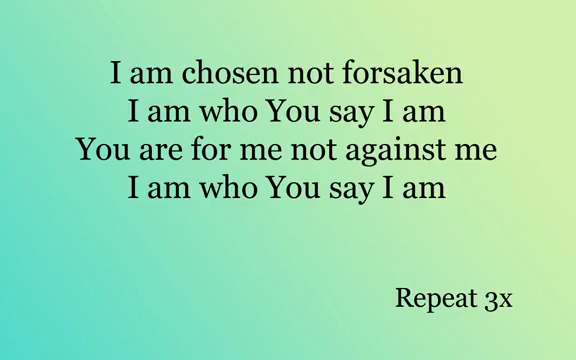 I am chosen not forsaken
I am who You say I am
You are for me not against me
I am who You say I am
Repeat 3x